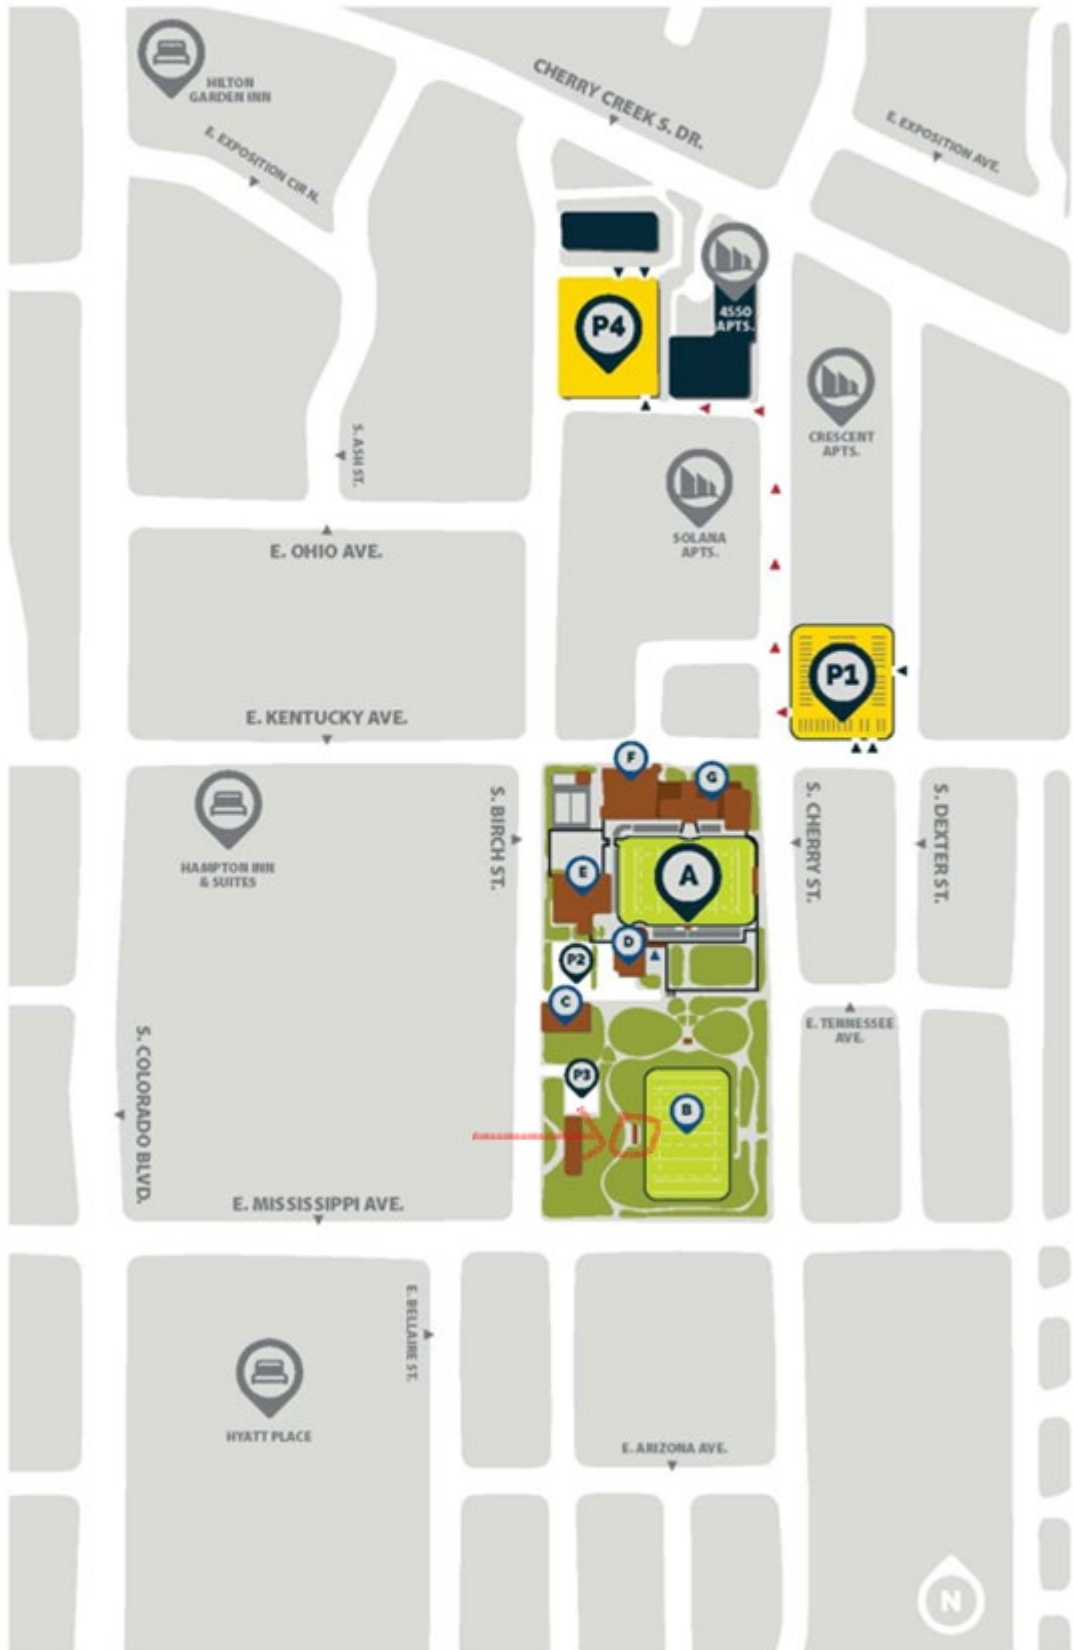 HILTON
GARDEN INN
CHERRY CREEK S. DR.
E. EXPOSITION AVE.
E. EXPOSITION CIR N.
P4
4550
APTS.
CRESCENT
APTS.
S. ASH ST.
SOLANA
APTS.
E. OHIO AVE.
P1
E. KENTUCKY AVE.
F
G
HAMPTON INN
& SUITES
S. BIRCH ST.
E
A
S. CHERRY ST.
S. DEXTER ST.
D
P2
C
E. TENNESSEE
AVE.
S. COLORADO BLVD.
P3
B
E. MISSISSIPPI AVE.
E. BELLAIRE ST.
HYATT PLACE
E. ARIZONA AVE.
N